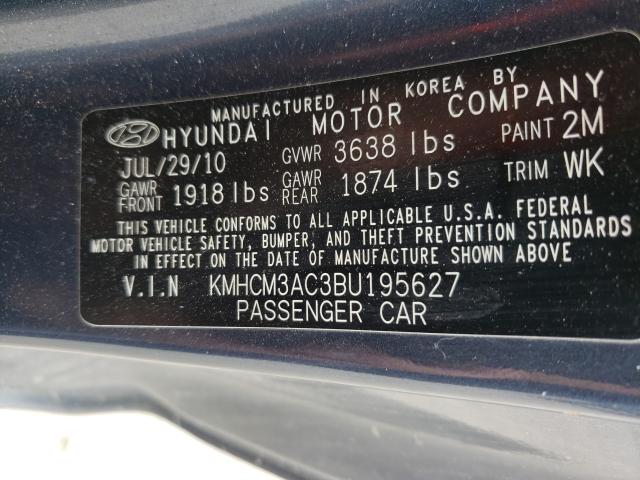 MANUFACTURED IN KOREA BY
HYUNDAI MOTOR COMPANY
JUL/29/10 GVWR 3638 lbs PAINT 2M
GAWR FRONT 1918 lbs GAWR REAR 1874 lbs TRIM WK
THIS VEHICLE CONFORMS TO ALL APPLICABLE U.S.A. FEDERAL
MOTOR VEHICLE SAFETY, BUMPER, AND THEFT PREVENTION STANDARDS
IN EFFECT ON THE DATE OF MANUFACTURE SHOWN ABOVE
V.I.N KMHCM3AC3BU195627
PASSENGER CAR